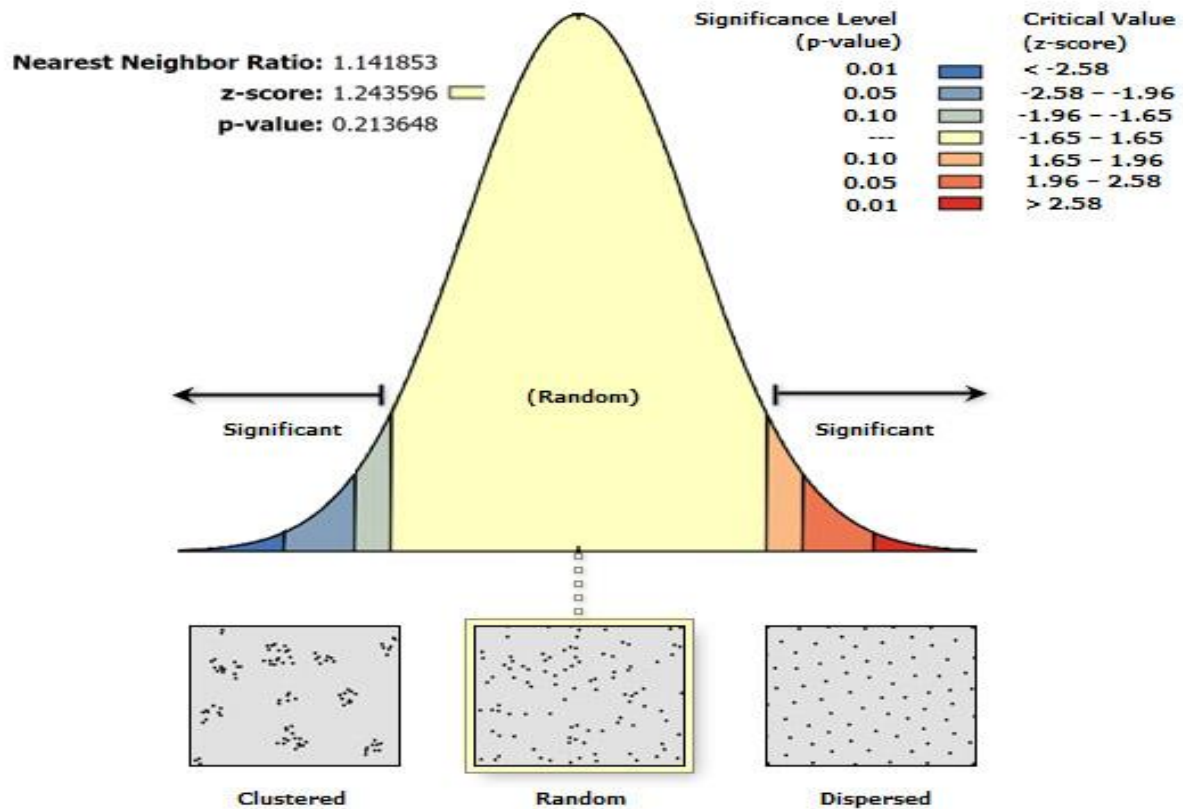 Nearest Neighbor Ratio: 1.141853
z-score: 1.243596
p-value: 0.213648
Significance Level
(p-value)
Critical Value
(z-score)
0.01 < -2.58
0.05 -2.58 - -1.96
0.10 -1.96 - -1.65
--- -1.65 - 1.65
0.10 1.65 - 1.96
0.05 1.96 - 2.58
0.01 > 2.58
(Random)
Significant
Significant
Clustered
Random
Dispersed